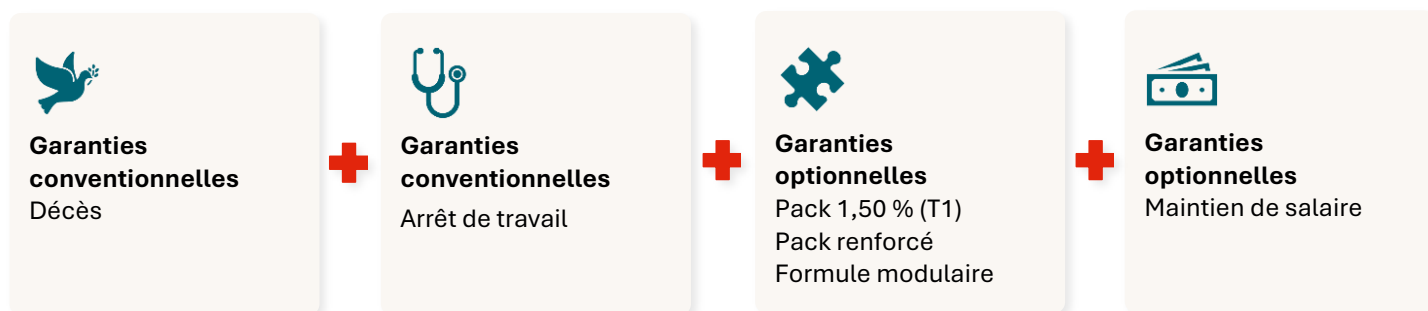 Garanties
conventionnelles
Décès
Garanties
conventionnelles
Arrêt de travail
Garanties
optionnelles
Pack 1,50 % (T1)
Pack renforcé
Formule modulaire
Garanties
optionnelles
Maintien de salaire